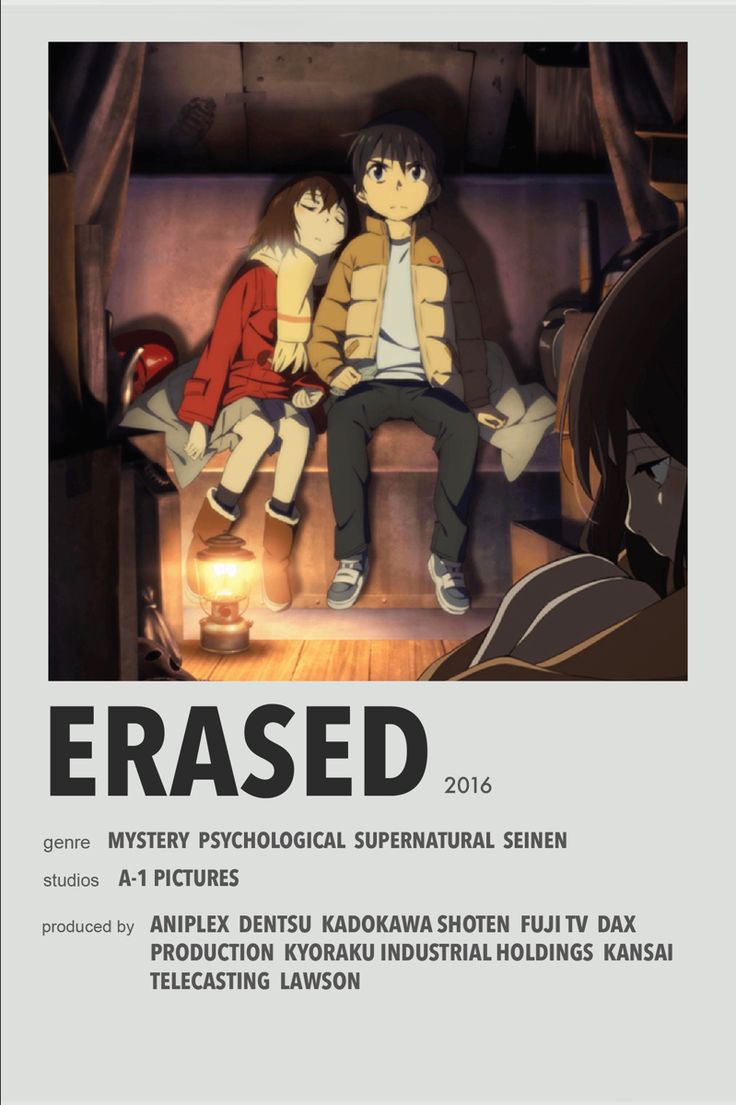 ERASED 2016
genre MYSTERY PSYCHOLOGICAL SUPERNATURAL SEINEN
studios A-1 PICTURES
produced by ANIPLEX DENTSU KADOKAWA SHOTEN FUJI TV DAX
PRODUCTION KYORAKU INDUSTRIAL HOLDINGS KANSAI
TELECASTING LAWSON